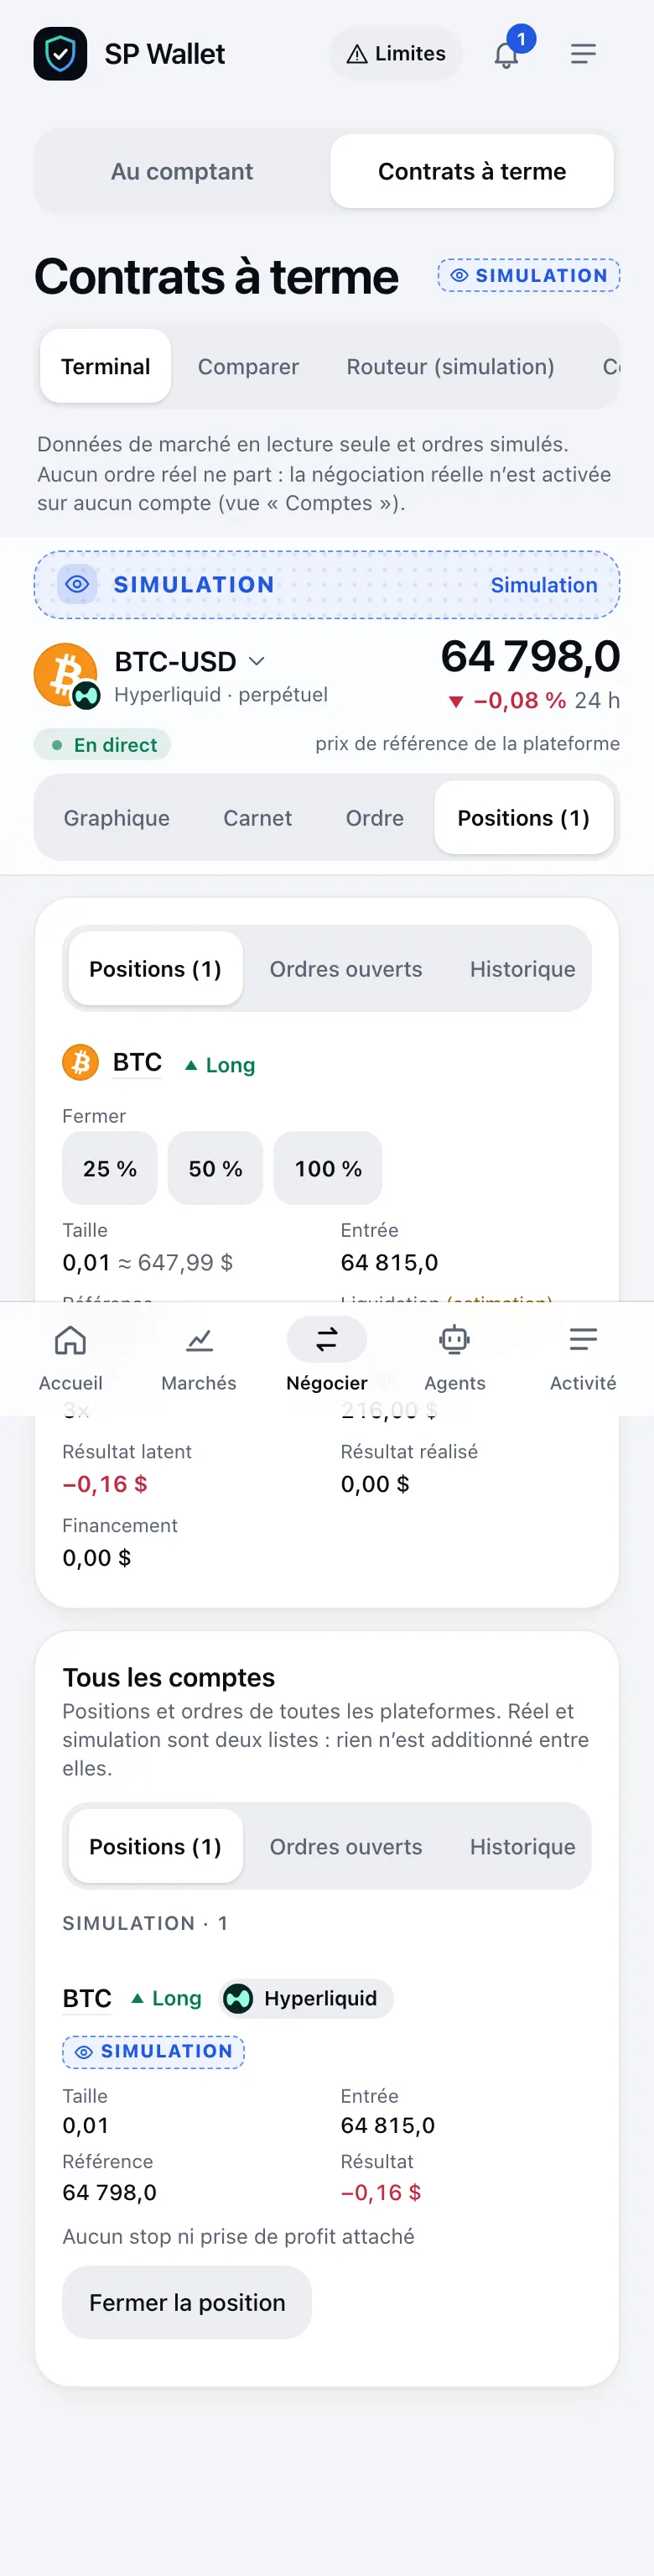 SP Wallet
Limites
1
Au comptant
Contrats à terme
Contrats à terme
SIMULATION
Terminal
Comparer
Routeur (simulation)
Données de marché en lecture seule et ordres simulés.
Aucun ordre réel ne part : la négociation réelle n’est activée
sur aucun compte (vue « Comptes »).
SIMULATION
Simulation
BTC-USD
64 798,0
Hyperliquid · perpétuel
▼ −0,08 % 24 h
En direct
prix de référence de la plateforme
Graphique
Carnet
Ordre
Positions (1)
Positions (1)
Ordres ouverts
Historique
BTC
▲ Long
Fermer
25 %
50 %
100 %
Taille
Entrée
0,01 ≈ 647,99 $
64 815,0
Référence
Liquidation (estimation)
Accueil
Marchés
Négocier
Agents
Activité
3×
216,00 $
Résultat latent
Résultat réalisé
−0,16 $
0,00 $
Financement
0,00 $
Tous les comptes
Positions et ordres de toutes les plateformes. Réel et
simulation sont deux listes : rien n’est additionné entre
elles.
Positions (1)
Ordres ouverts
Historique
SIMULATION · 1
BTC
▲ Long
Hyperliquid
SIMULATION
Taille
Entrée
0,01
64 815,0
Référence
Résultat
64 798,0
−0,16 $
Aucun stop ni prise de profit attaché
Fermer la position